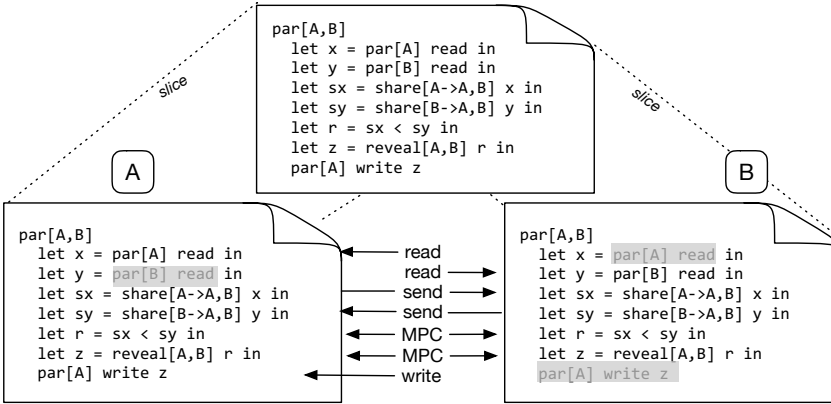 par[A,B]
let x = par[A] read in
let y = par[B] read in
let sx = share[A->A,B] x in
let sy = share[B->A,B] y in
let r = sx < sy in
let z = reveal[A,B] r in
par[A] write z
slice
slice
A
B
par[A,B]
let x = par[A] read in
let y = par[B] read in
let sx = share[A->A,B] x in
let sy = share[B->A,B] y in
let r = sx < sy in
let z = reveal[A,B] r in
par[A] write z
read
read
send
send
MPC
MPC
write
par[A,B]
let x = par[A] read in
let y = par[B] read in
let sx = share[A->A,B] x in
let sy = share[B->A,B] y in
let r = sx < sy in
let z = reveal[A,B] r in
par[A] write z